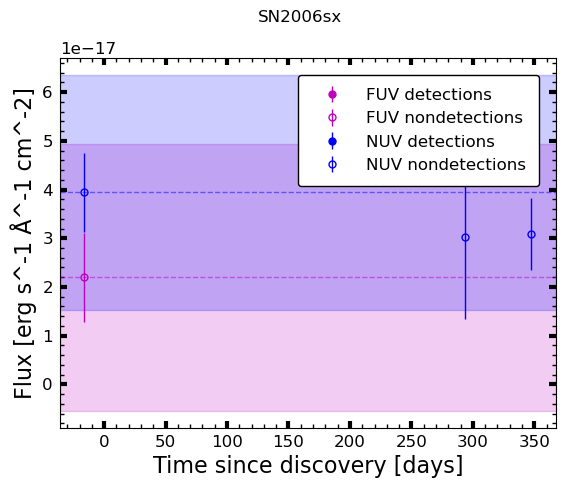 SN2006sx
1e−17
FUV detections
FUV nondetections
NUV detections
NUV nondetections
6
5
4
3
2
1
0
Flux [erg s^-1 Å^-1 cm^-2]
0 50 100 150 200 250 300 350
Time since discovery [days]